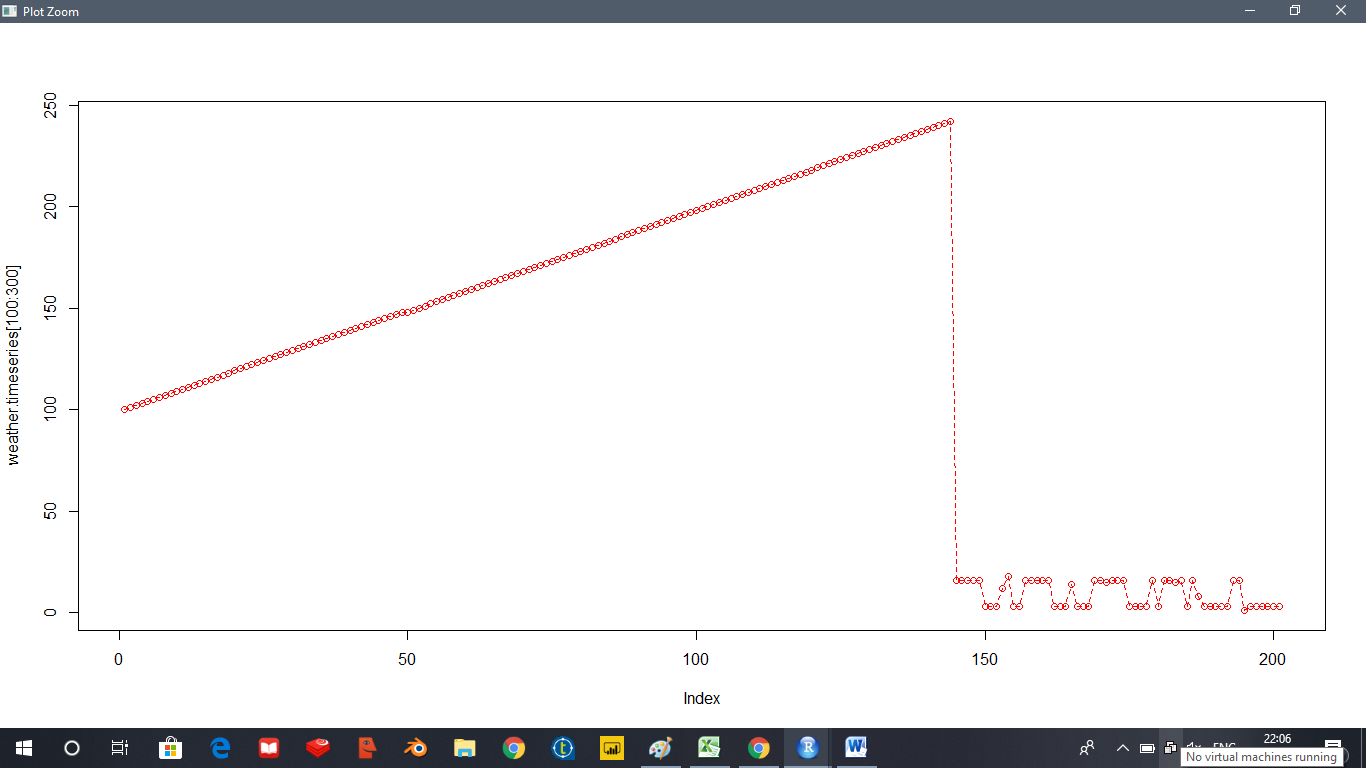 Plot Zoom
250
200
150
100
50
0
weather.timeseries[100:300]
0 50 100 150 200
Index
22:06
No virtual machines running